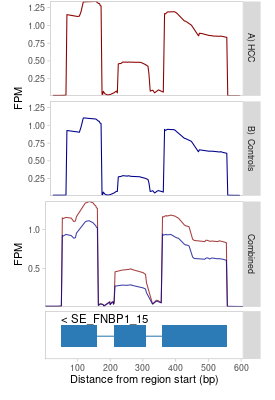 1.25
1.00
0.75
0.50
0.25
FPM
A) HCC
1.25
1.00
0.75
0.50
0.25
B) Controls
1.0
0.5
FPM
Combined
< SE_FNBP1_15
100 200 300 400 500 600
Distance from region start (bp)